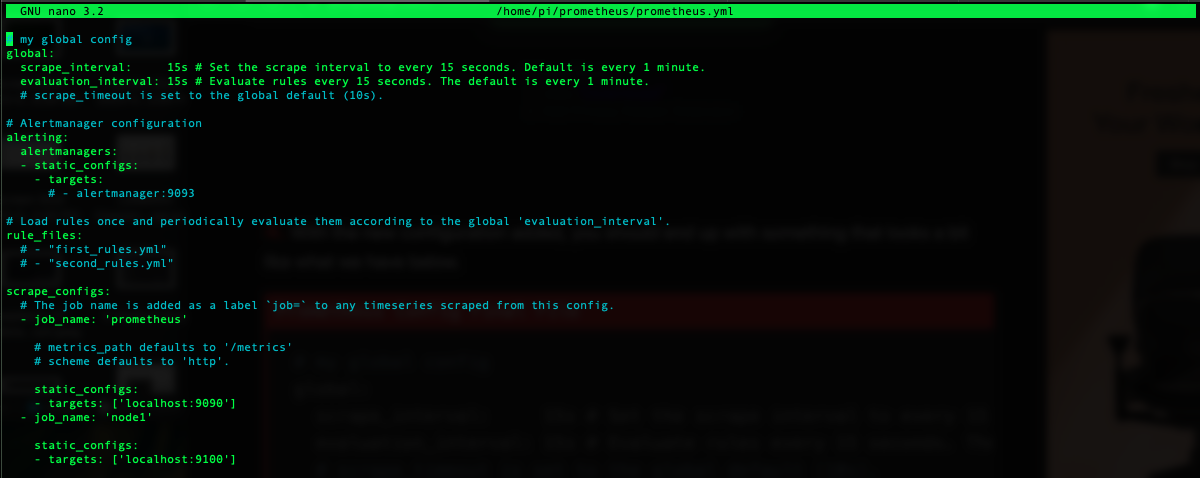 GNU nano 3.2 /home/pi/prometheus/prometheus.yml
# my global config
global:
  scrape_interval:     15s # Set the scrape interval to every 15 seconds. Default is every 1 minute.
  evaluation_interval: 15s # Evaluate rules every 15 seconds. The default is every 1 minute.
  # scrape_timeout is set to the global default (10s).
# Alertmanager configuration
alerting:
  alertmanagers:
  - static_configs:
    - targets:
      # - alertmanager:9093
# Load rules once and periodically evaluate them according to the global 'evaluation_interval'.
rule_files:
  # - "first_rules.yml"
  # - "second_rules.yml"
scrape_configs:
  # The job name is added as a label `job=` to any timeseries scraped from this config.
  - job_name: 'prometheus'
    # metrics_path defaults to '/metrics'
    # scheme defaults to 'http'.
    static_configs:
    - targets: ['localhost:9090']
  - job_name: 'node1'
    static_configs:
    - targets: ['localhost:9100']